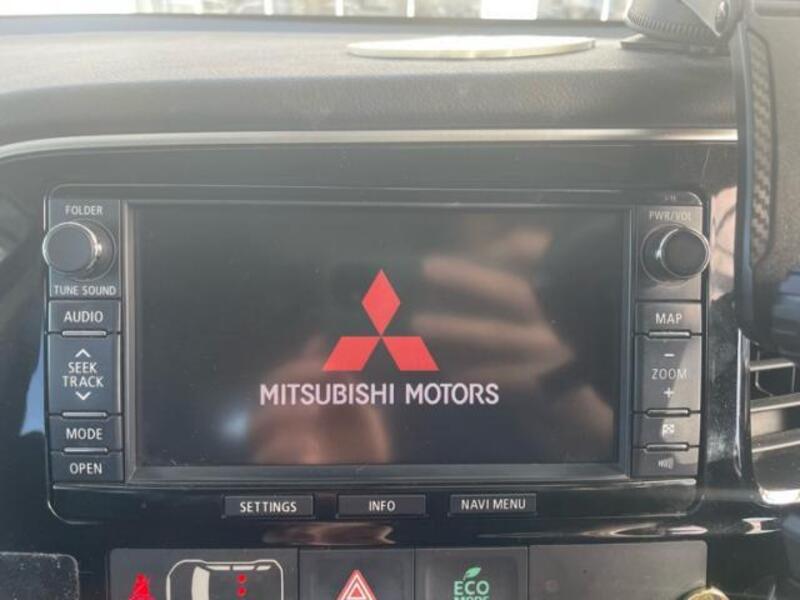 FOLDER
PWR/VOL
TUNE SOUND
AUDIO
MAP
SEEK
TRACK
ZOOM
MITSUBISHI MOTORS
MODE
OPEN
SETTINGS
INFO
NAVI MENU
ECO
MODE